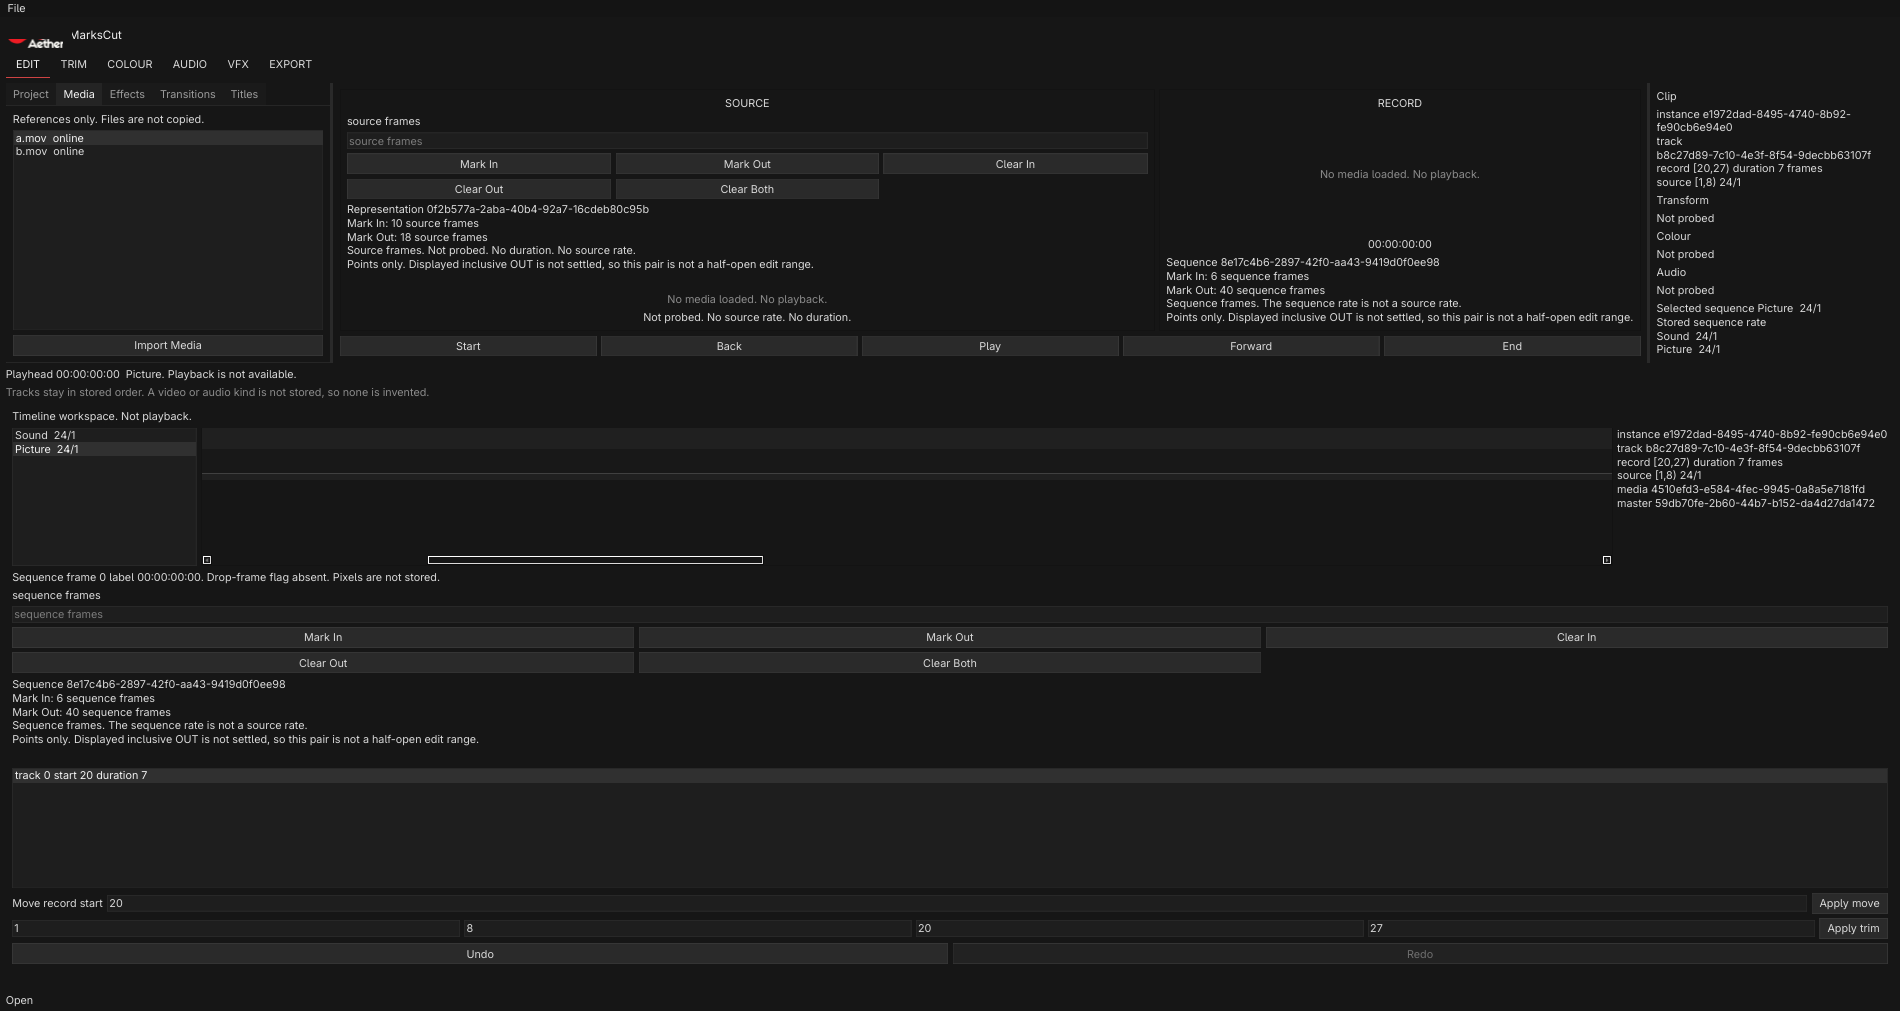 File
Aether
MarksCut
EDIT TRIM COLOUR AUDIO VFX EXPORT
Project Media Effects Transitions Titles
References only. Files are not copied.
a.mov online
b.mov online
Import Media
SOURCE
source frames
source frames
Mark In Mark Out Clear In
Clear Out Clear Both
Representation 0f2b577a-2aba-40b4-92a7-16cdeb80c95b
Mark In: 10 source frames
Mark Out: 18 source frames
Source frames. Not probed. No duration. No source rate.
Points only. Displayed inclusive OUT is not settled, so this pair is not a half-open edit range.
No media loaded. No playback.
Not probed. No source rate. No duration.
RECORD
No media loaded. No playback.
00:00:00:00
Sequence 8e17c4b6-2897-42f0-aa43-9419d0f0ee98
Mark In: 6 sequence frames
Mark Out: 40 sequence frames
Sequence frames. The sequence rate is not a source rate.
Points only. Displayed inclusive OUT is not settled, so this pair is not a half-open edit range.
Start Back Play Forward End
Clip
instance e1972dad-8495-4740-8b92-
fe90cb6e94e0
track
b8c27d89-7c10-4e3f-8f54-9decbb63107f
record [20,27) duration 7 frames
source [1,8) 24/1
Transform
Not probed
Colour
Not probed
Audio
Not probed
Selected sequence Picture 24/1
Stored sequence rate
Sound 24/1
Picture 24/1
Playhead 00:00:00:00 Picture. Playback is not available.
Tracks stay in stored order. A video or audio kind is not stored, so none is invented.
Timeline workspace. Not playback.
Sound 24/1
Picture 24/1
instance e1972dad-8495-4740-8b92-fe90cb6e94e0
track b8c27d89-7c10-4e3f-8f54-9decbb63107f
record [20,27) duration 7 frames
source [1,8) 24/1
media 4510efd3-e584-4fec-9945-0a8a5e7181fd
master 59db70fe-2b60-44b7-b152-da4d27da1472
Sequence frame 0 label 00:00:00:00. Drop-frame flag absent. Pixels are not stored.
sequence frames
sequence frames
Mark In Mark Out Clear In
Clear Out Clear Both
Sequence 8e17c4b6-2897-42f0-aa43-9419d0f0ee98
Mark In: 6 sequence frames
Mark Out: 40 sequence frames
Sequence frames. The sequence rate is not a source rate.
Points only. Displayed inclusive OUT is not settled, so this pair is not a half-open edit range.
track 0 start 20 duration 7
Move record start 20 Apply move
1 8 20 27 Apply trim
Undo Redo
Open